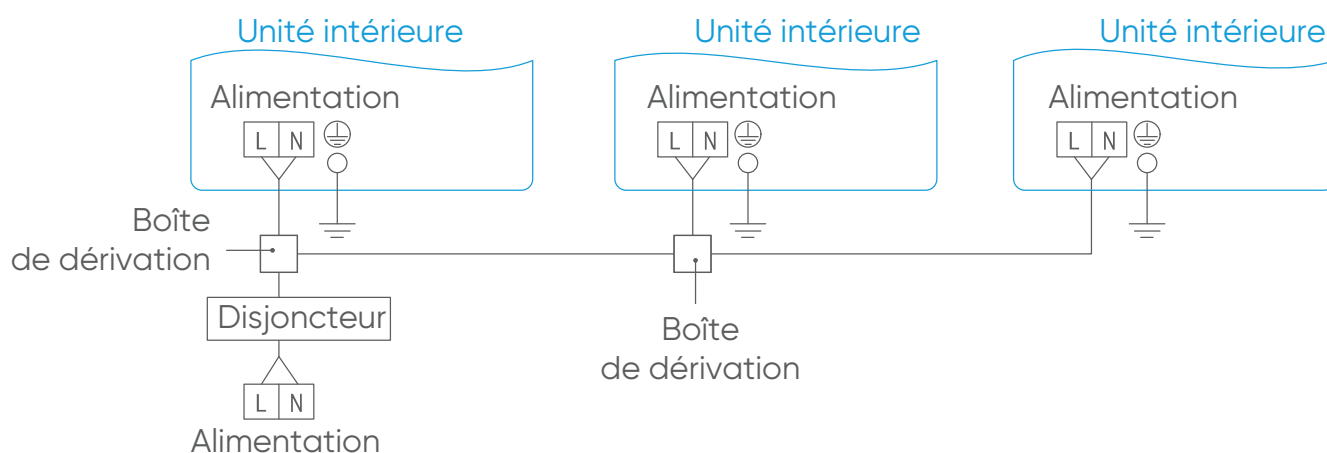 Unité intérieure
Unité intérieure
Unité intérieure
Alimentation
Alimentation
Alimentation
L N
L N
L N
Boîte
de dérivation
Disjoncteur
Boîte
de dérivation
L N
Alimentation